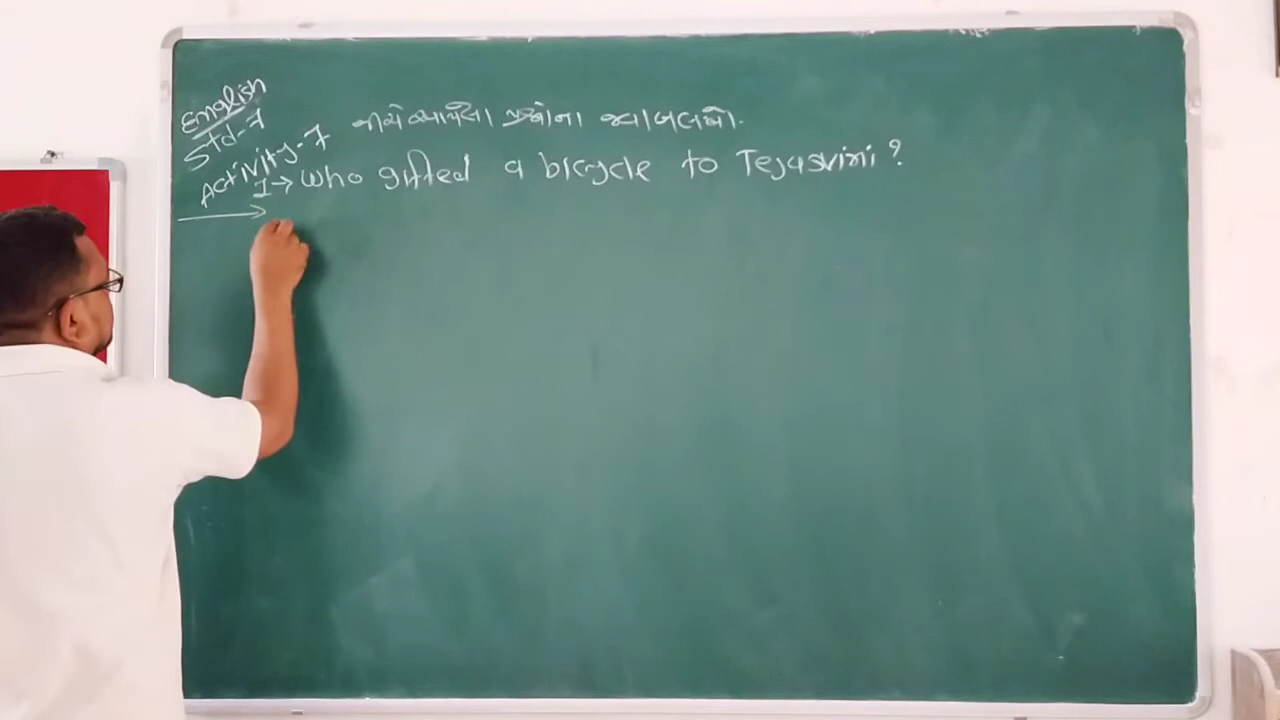 English
Std-7
Activity-7
નીચે આપેલા પ્રશ્નોના જવાબ લખો.
1→ Who gifted a bicycle to Tejasvini?